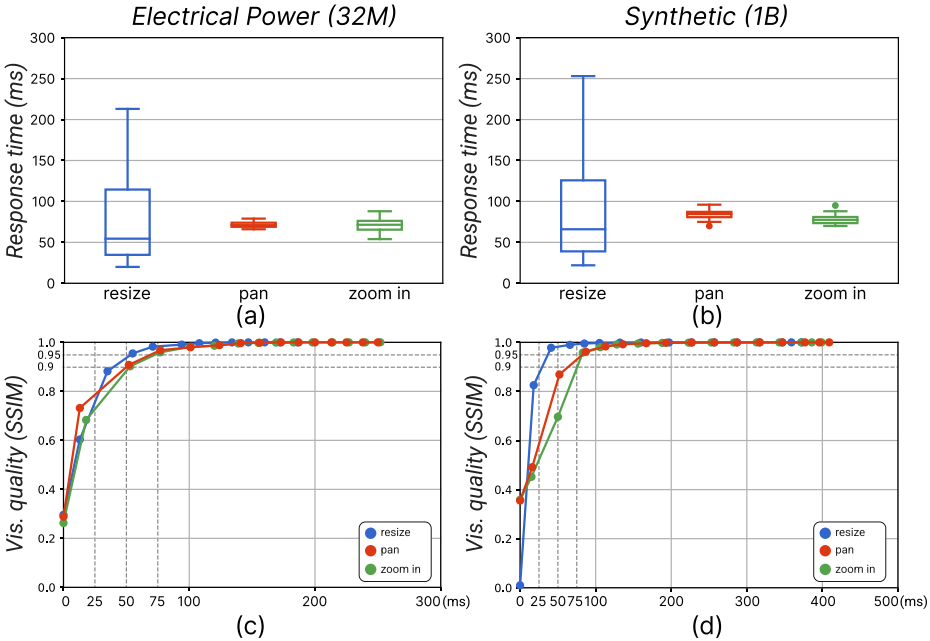 Electrical Power (32M)
Response time (ms)
300
250
200
150
100
50
0
resize pan zoom in
(a)
Synthetic (1B)
Response time (ms)
300
250
200
150
100
50
0
resize pan zoom in
(b)
Vis. quality (SSIM)
1.0
0.95
0.9
0.8
0.6
0.4
0.2
0.0
resize
pan
zoom in
0 25 50 75 100 200 300 (ms)
(c)
Vis. quality (SSIM)
1.0
0.95
0.9
0.8
0.6
0.4
0.2
0.0
resize
pan
zoom in
0 25 50 75 100 200 300 400 500 (ms)
(d)